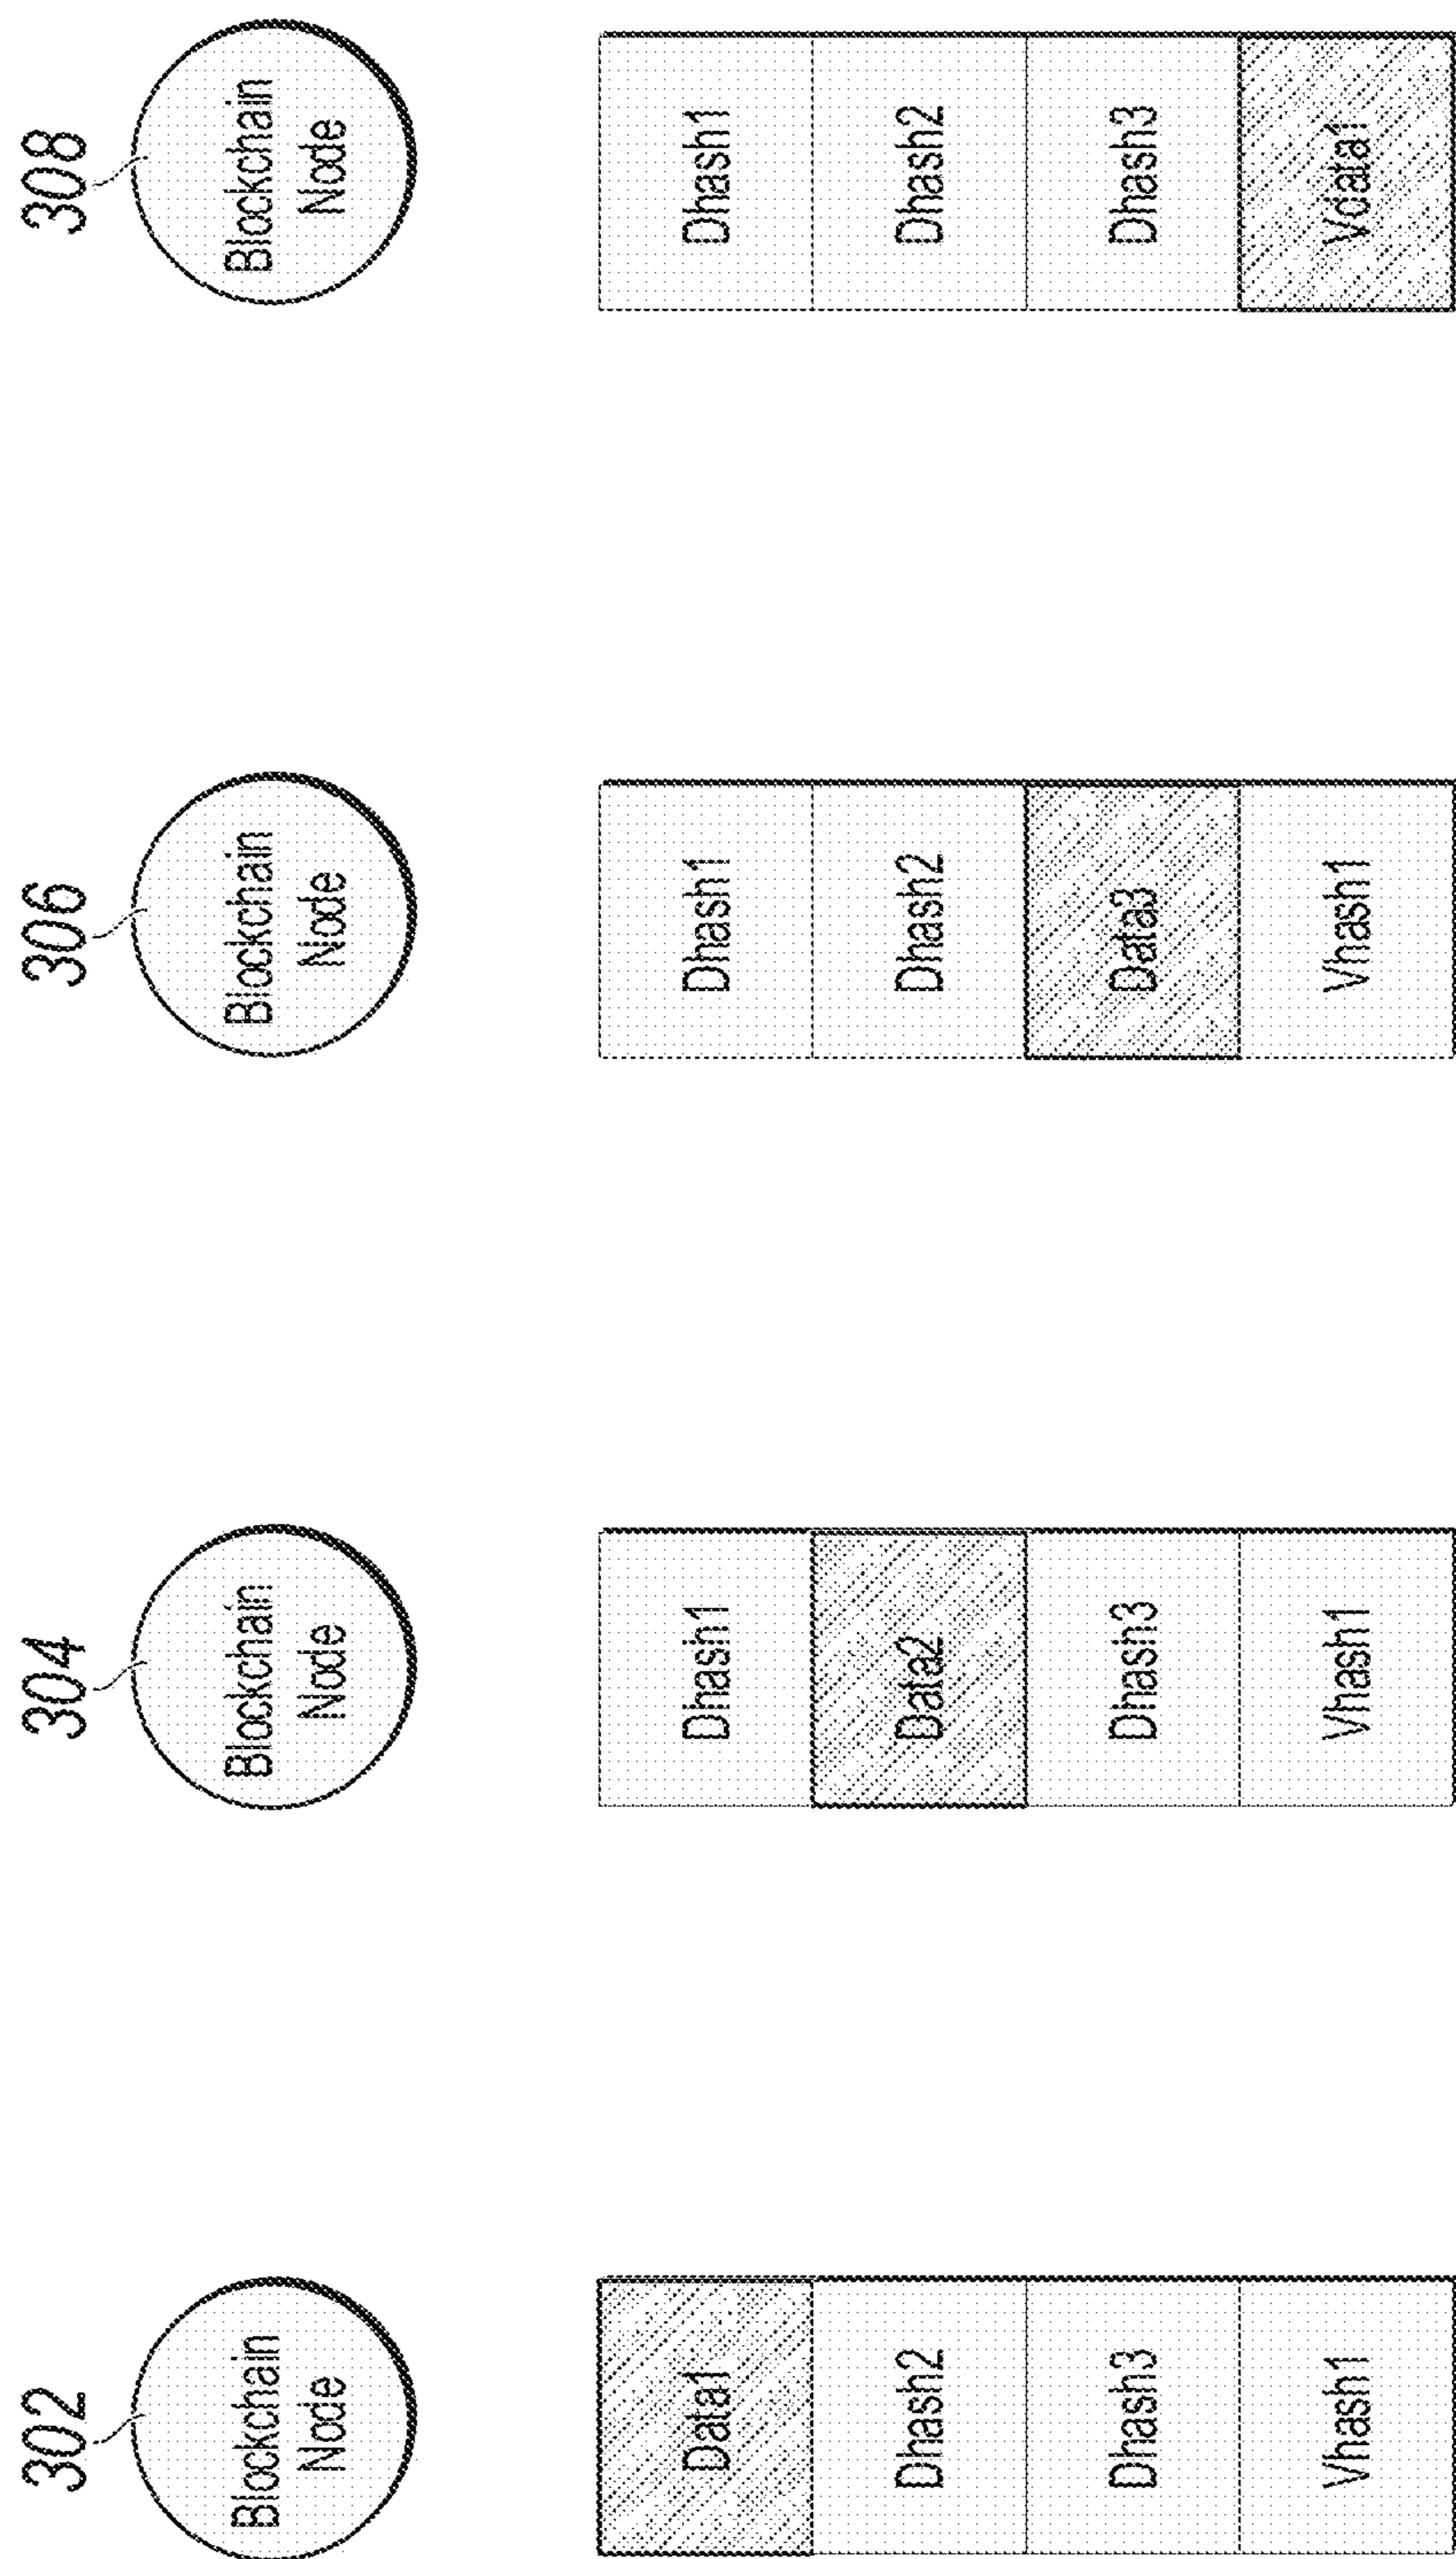 302
Blockchain
Node
Data1
Dhash2
Dhash3
Vhash1
304
Blockchain
Node
Dhash1
Data2
Dhash3
Vhash1
306
Blockchain
Node
Dhash1
Dhash2
Data3
Vhash1
308
Blockchain
Node
Dhash1
Dhash2
Dhash3
Vdata1